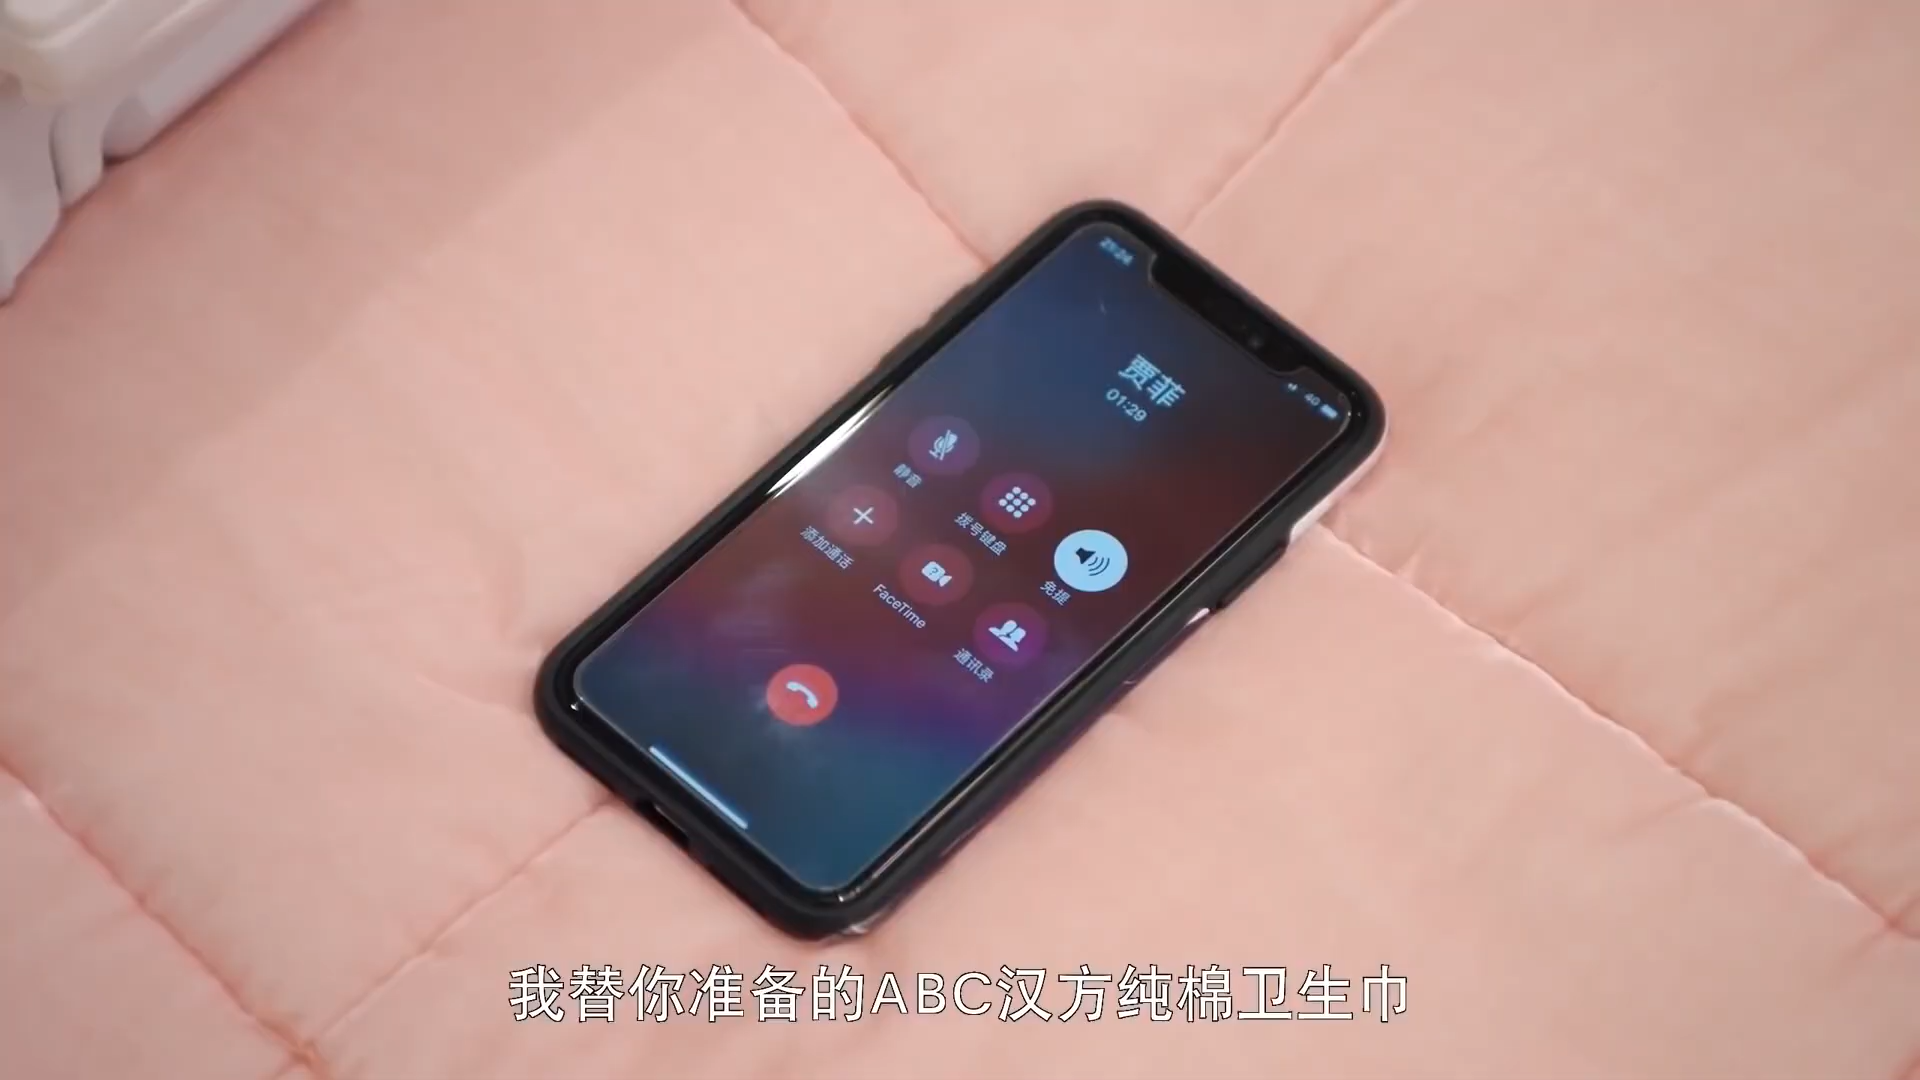 贾菲
01:29
4G
静音
拨号键盘
免提
添加通话
FaceTime
通讯录
我替你准备的ABC汉方纯棉卫生巾